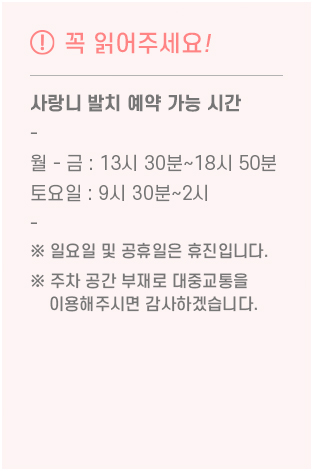 ! 꼭 읽어주세요!
사랑니 발치 예약 가능 시간
-
월 - 금 : 13시 30분~18시 50분
토요일 : 9시 30분~2시
-
※ 일요일 및 공휴일은 휴진입니다.
※ 주차 공간 부재로 대중교통을
이용해주시면 감사하겠습니다.